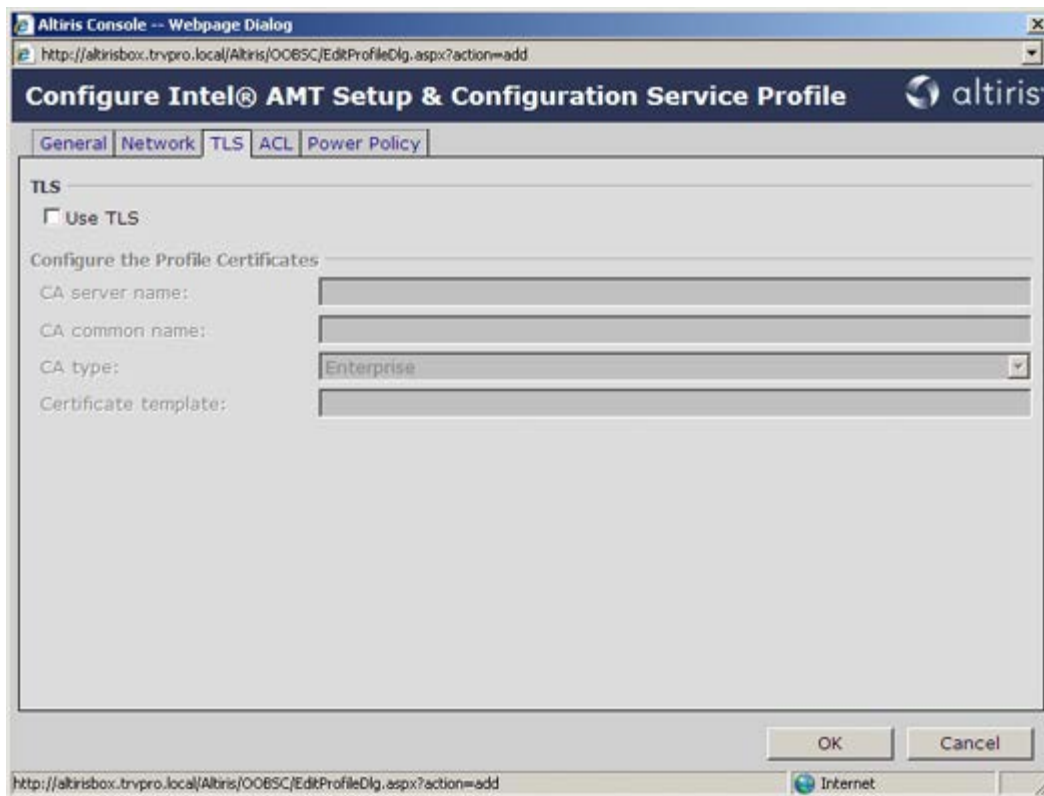 Altiris Console -- Webpage Dialog
http://altirisbox.trvpro.local/Altiris/OOBSC/EditProfileDlg.aspx?action=add
Configure Intel® AMT Setup & Configuration Service Profile altiris
General Network TLS ACL Power Policy
TLS
Use TLS
Configure the Profile Certificates
CA server name:
CA common name:
CA type: Enterprise
Certificate template:
OK Cancel
http://altirisbox.trvpro.local/Altiris/OOBSC/EditProfileDlg.aspx?action=add Internet